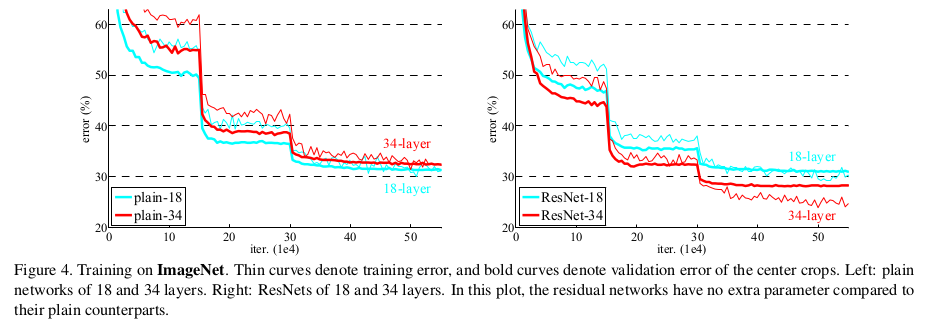 60
50
40
30
20
error (%)
34-layer
18-layer
plain-18
plain-34
0
10
20
30
40
50
iter. (1e4)
60
50
40
30
20
error (%)
18-layer
34-layer
ResNet-18
ResNet-34
0
10
20
30
40
50
iter. (1e4)
Figure 4. Training on ImageNet. Thin curves denote training error, and bold curves denote validation error of the center crops. Left: plain
networks of 18 and 34 layers. Right: ResNets of 18 and 34 layers. In this plot, the residual networks have no extra parameter compared to
their plain counterparts.